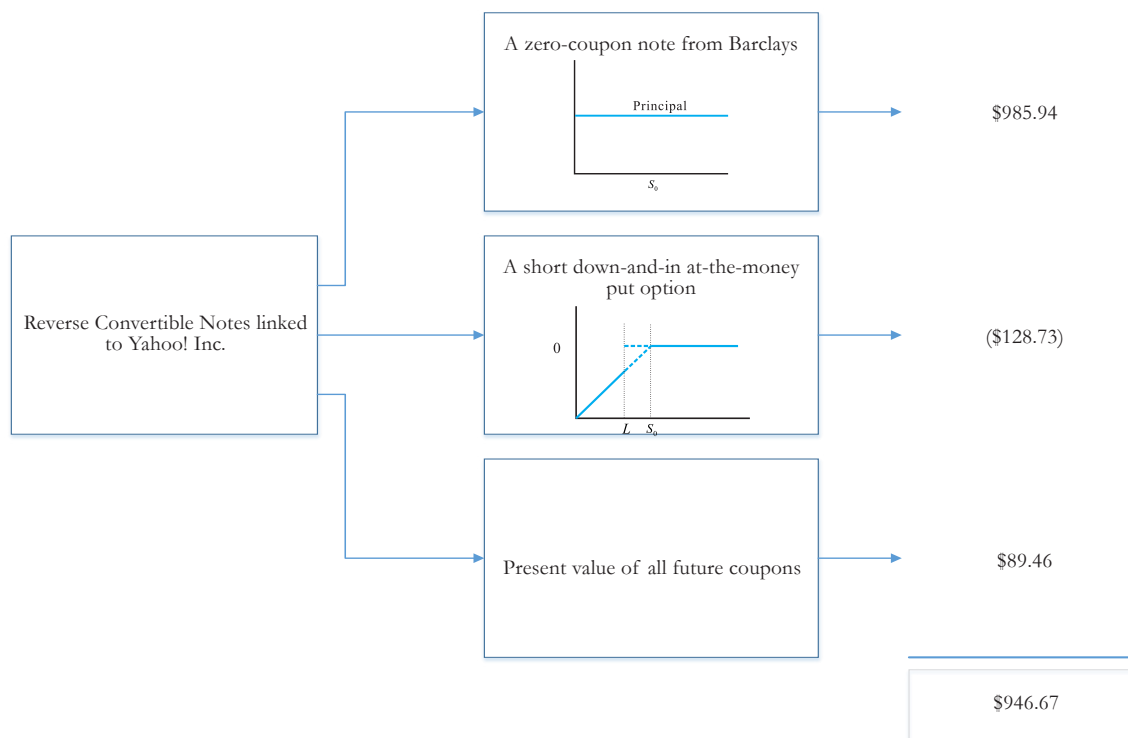 A zero-coupon note from Barclays
Principal
S₀
$985.94
Reverse Convertible Notes linked
to Yahoo! Inc.
A short down-and-in at-the-money
put option
0
L S₀
($128.73)
Present value of all future coupons
$89.46
$946.67